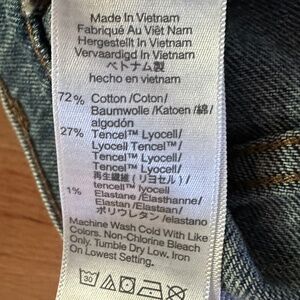 Made In Vietnam
Fabriqué Au Viêt Nam
Hergestellt In Vietnam
Vervaardigd In Vietnam
ベトナム製
hecho en vietnam
72% Cotton /Coton/
Baumwolle /Katoen /綿/
algodón
27% Tencel™ Lyocell/
Lyocell Tencel™/
Tencel™ Lyocell/
Tencel™ Lyocell/
再生繊維 (リヨセル) /
tencel™ lyocell
1% Elastane /Elasthanne/
Elastan /Elastaan/
ポリウレタン /elastano
Machine Wash Cold With Like
Colors. Non-Chlorine Bleach
Only. Tumble Dry Low. Iron
On Lowest Setting.
30